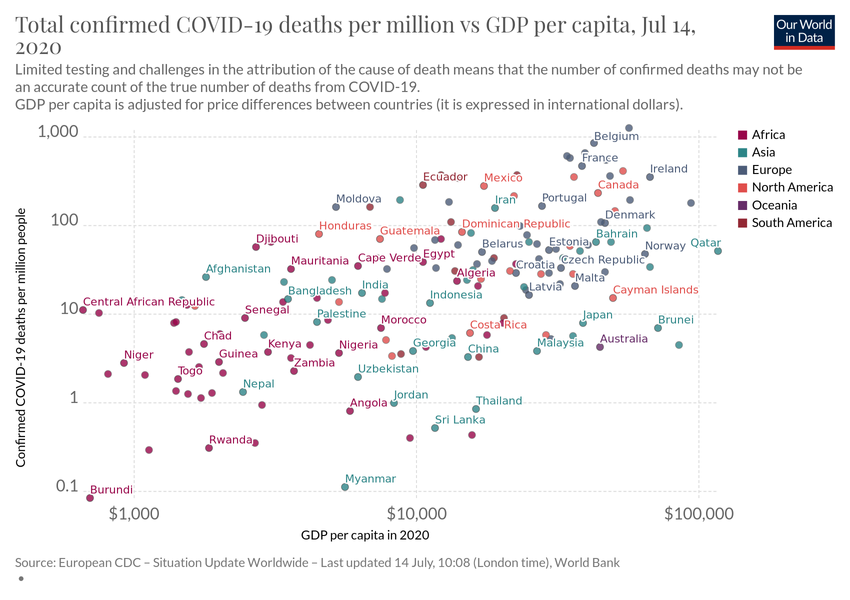 Total confirmed COVID-19 deaths per million vs GDP per capita, Jul 14,
2020
Our World
in Data
Limited testing and challenges in the attribution of the cause of death means that the number of confirmed deaths may not be
an accurate count of the true number of deaths from COVID-19.
GDP per capita is adjusted for price differences between countries (it is expressed in international dollars).
1,000
Belgium
Africa
Asia
Europe
North America
Oceania
South America
France
Ireland
Ecuador
Mexico
Canada
Moldova
Iran
Portugal
Denmark
100
Honduras
Guatemala
Dominican Republic
Djibouti
Belarus
Estonia
Bahrain
Norway
Qatar
Mauritania
Cape Verde
Egypt
Afghanistan
Algeria
Croatia
Czech Republic
Bangladesh
India
Indonesia
Latvia
Malta
Cayman Islands
10
Central African Republic
Senegal
Palestine
Morocco
Costa Rica
Japan
Brunei
Chad
Kenya
Nigeria
Georgia
China
Malaysia
Australia
Niger
Guinea
Zambia
Togo
Uzbekistan
Nepal
1
Angola
Jordan
Thailand
Sri Lanka
Rwanda
Myanmar
0.1
Burundi
$1,000
$10,000
$100,000
Confirmed COVID-19 deaths per million people
GDP per capita in 2020
Source: European CDC – Situation Update Worldwide – Last updated 14 July, 10:08 (London time), World Bank